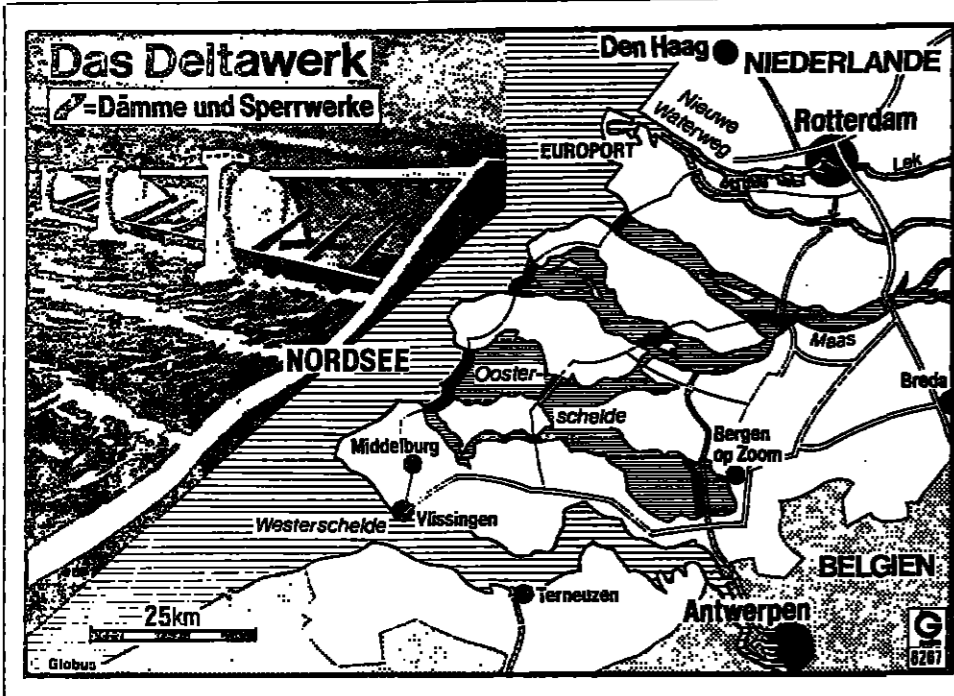 Das Deltawerk
=Dämme und Sperrwerke
Den Haag
NIEDERLANDE
Nieuwe
Waterweg
Rotterdam
EUROPORT
Lek
NORDSEE
Maas
Ooster-
schelde
Breda
Middelburg
Bergen
op Zoom
Westerschelde
Vlissingen
BELGIEN
Terneuzen
25km
Antwerpen
Globus
G
8267